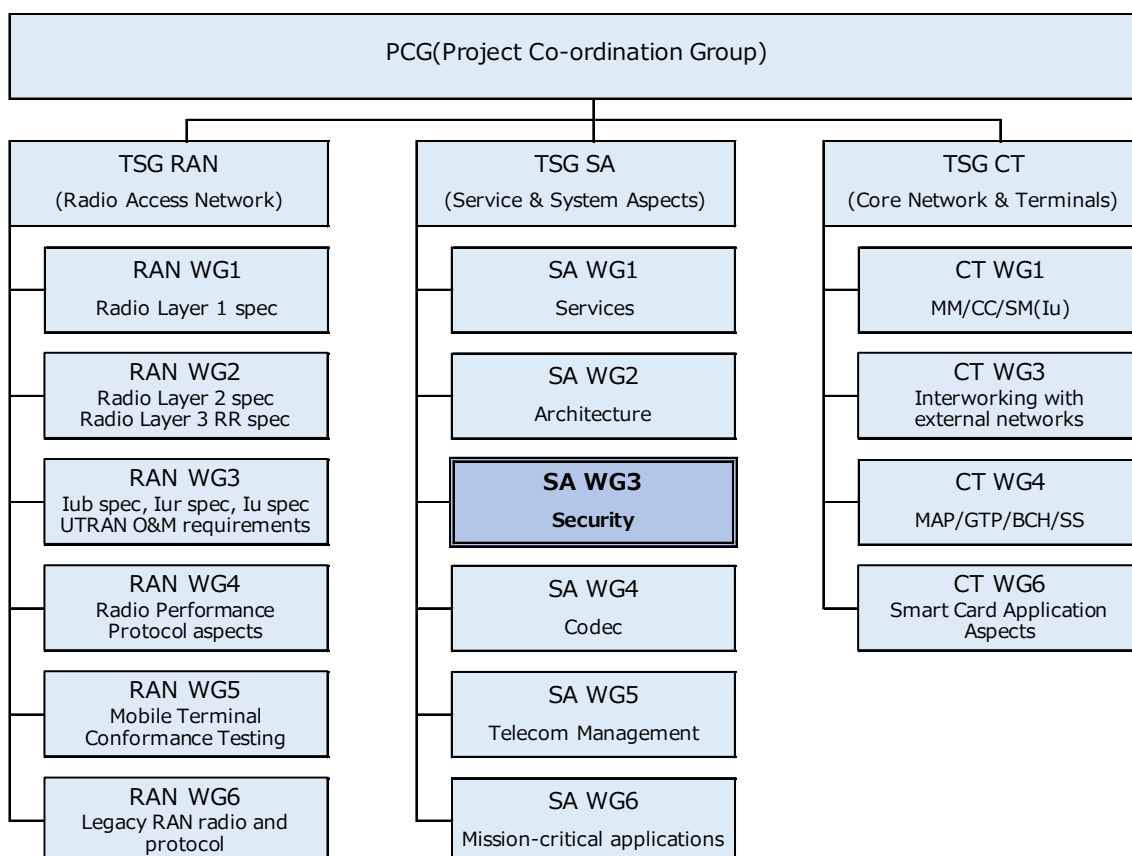 PCG(Project Co-ordination Group)
TSG RAN
(Radio Access Network)
RAN WG1
Radio Layer 1 spec
RAN WG2
Radio Layer 2 spec
Radio Layer 3 RR spec
RAN WG3
Iub spec, Iur spec, Iu spec
UTRAN O&M requirements
RAN WG4
Radio Performance
Protocol aspects
RAN WG5
Mobile Terminal
Conformance Testing
RAN WG6
Legacy RAN radio and
protocol
TSG SA
(Service & System Aspects)
SA WG1
Services
SA WG2
Architecture
SA WG3
Security
SA WG4
Codec
SA WG5
Telecom Management
SA WG6
Mission-critical applications
TSG CT
(Core Network & Terminals)
CT WG1
MM/CC/SM(Iu)
CT WG3
Interworking with
external networks
CT WG4
MAP/GTP/BCH/SS
CT WG6
Smart Card Application
Aspects